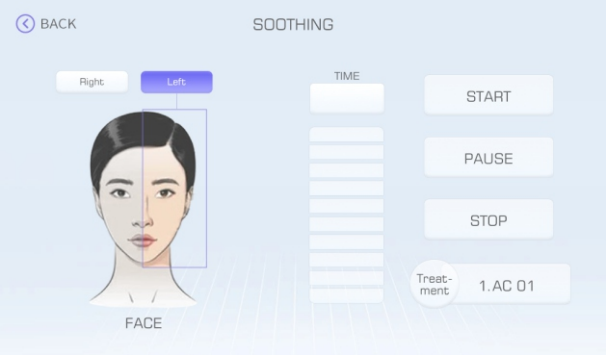 BACK
SOOTHING
Right
Left
TIME
START
PAUSE
STOP
Treat-
ment
1.AC 01
FACE